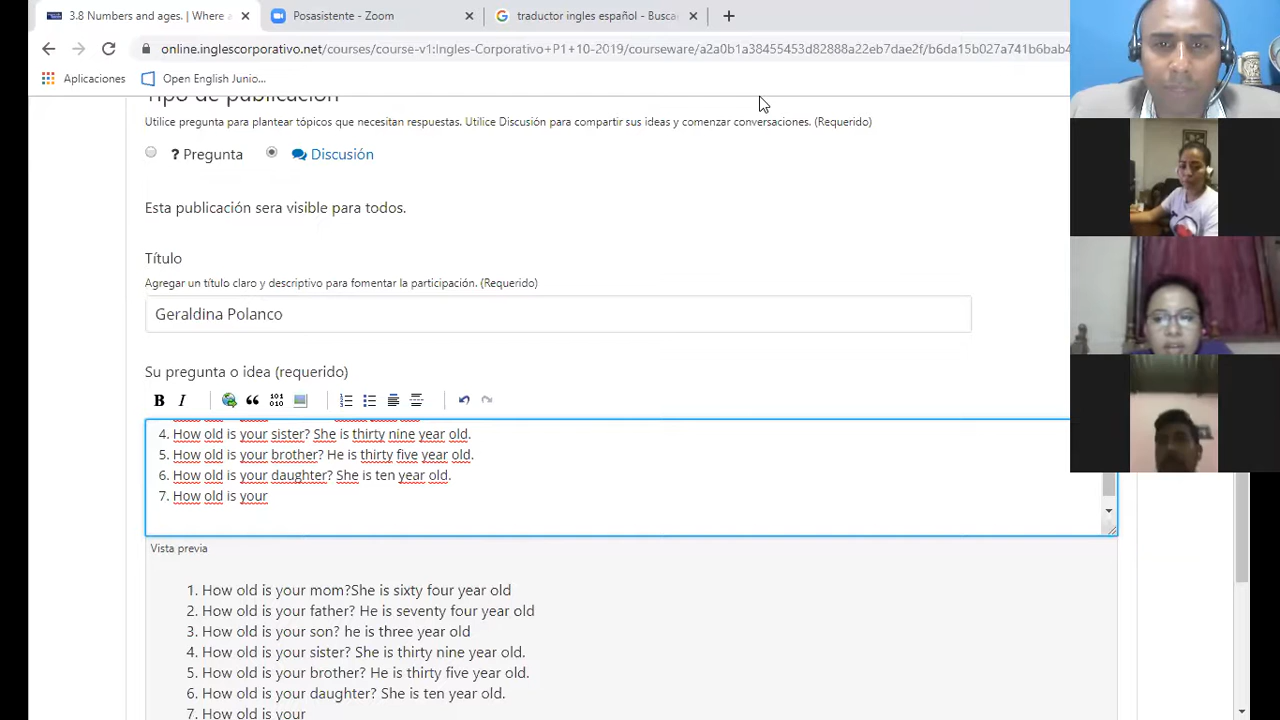 3.8 Numbers and ages. | Where a
Posasistente - Zoom
traductor ingles español - Busca
online.inglescorporativo.net/courses/course-v1:Ingles-Corporativo+P1+10-2019/courseware/a2a0b1a38455453d82888a22eb7dae2f/b6da15b027a741b6bab4
Aplicaciones
Open English Junio...
Tipo de publicación
Utilice pregunta para plantear tópicos que necesitan respuestas. Utilice Discusión para compartir sus ideas y comenzar conversaciones. (Requerido)
? Pregunta
Discusión
Esta publicación sera visible para todos.
Título
Agregar un título claro y descriptivo para fomentar la participación. (Requerido)
Geraldina Polanco
Su pregunta o idea (requerido)
B I
4. How old is your sister? She is thirty nine year old.
5. How old is your brother? He is thirty five year old.
6. How old is your daughter? She is ten year old.
7. How old is your
Vista previa
1. How old is your mom?She is sixty four year old
2. How old is your father? He is seventy four year old
3. How old is your son? he is three year old
4. How old is your sister? She is thirty nine year old.
5. How old is your brother? He is thirty five year old.
6. How old is your daughter? She is ten year old.
7. How old is your